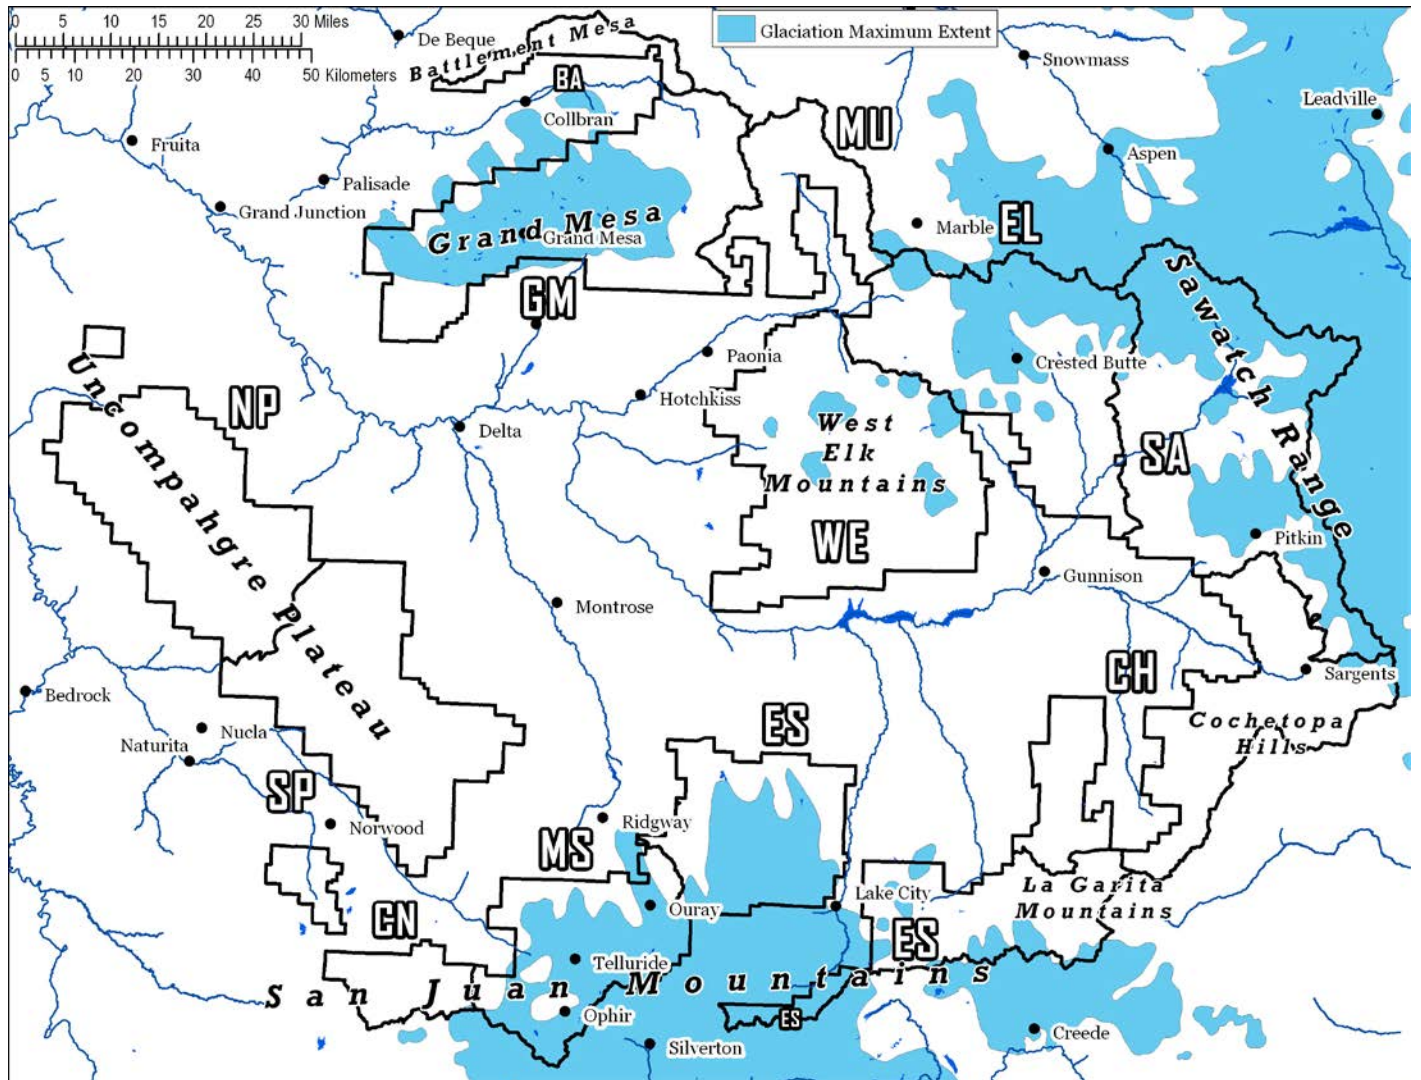 0 5 10 15 20 30 Miles
0 5 10 20 30 40 50 Kilometers
Glaciation Maximum Extent
De Beque
Battlement Mesa
BA
Collbran
Snowmass
Leadville
Fruita
MU
Aspen
Palisade
Grand Junction
Grand Mesa
Grand Mesa
Marble
EL
GM
Sawatch Range
Paonia
Crested Butte
Hotchkiss
NP
Uncompahgre Plateau
Delta
West
Elk
Mountains
SA
WE
Pitkin
Gunnison
Montrose
CH
Sargents
Bedrock
Nucla
Naturita
ES
Cochetopa
Hills
SP
Norwood
MS
Ridgway
Lake City
La Garita
Mountains
Ouray
CN
ES
Telluride
San Juan Mountains
Ophir
ES
Silverton
Creede